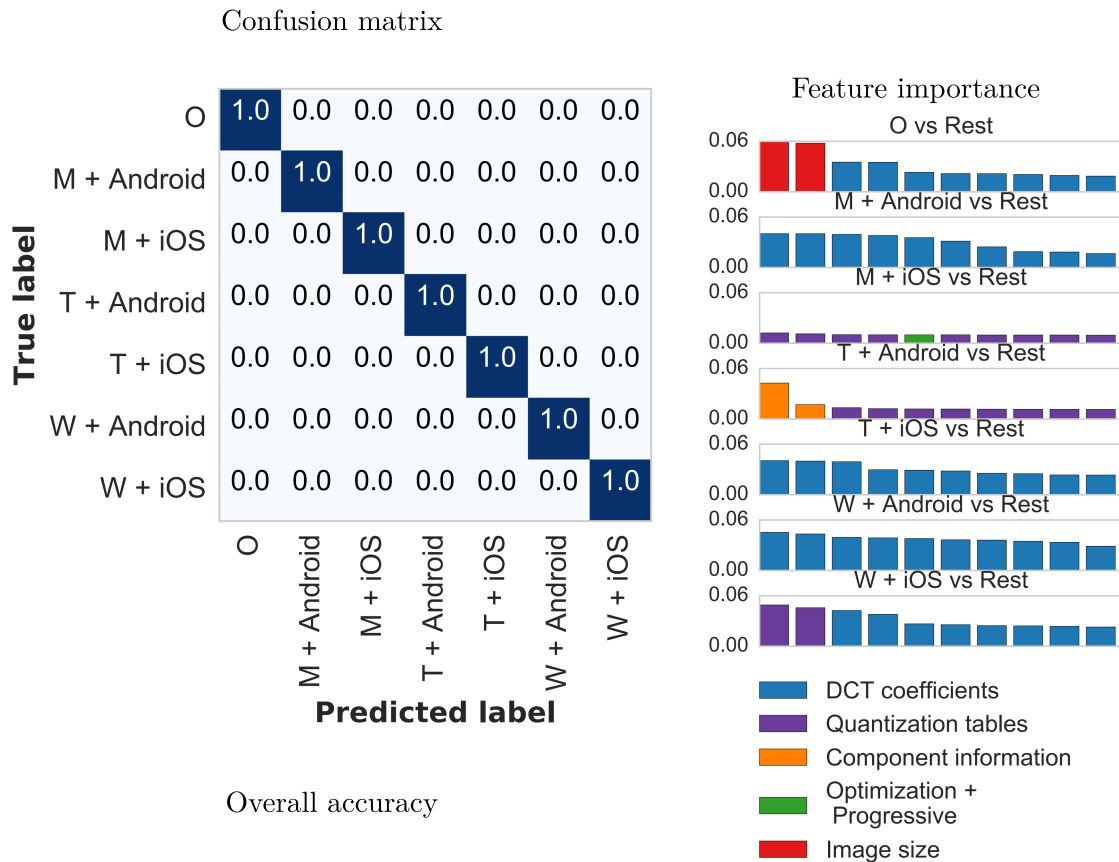 Confusion matrix
O 1.0 0.0 0.0 0.0 0.0 0.0 0.0
M + Android 0.0 1.0 0.0 0.0 0.0 0.0 0.0
M + iOS 0.0 0.0 1.0 0.0 0.0 0.0 0.0
T + Android 0.0 0.0 0.0 1.0 0.0 0.0 0.0
T + iOS 0.0 0.0 0.0 0.0 1.0 0.0 0.0
W + Android 0.0 0.0 0.0 0.0 0.0 1.0 0.0
W + iOS 0.0 0.0 0.0 0.0 0.0 0.0 1.0
True label
O
M + Android
M + iOS
T + Android
T + iOS
W + Android
W + iOS
Predicted label
Overall accuracy
Feature importance
O vs Rest
0.06
0.00
M + Android vs Rest
0.06
0.00
M + iOS vs Rest
0.06
0.00
T + Android vs Rest
0.06
0.00
T + iOS vs Rest
0.06
0.00
W + Android vs Rest
0.06
0.00
W + iOS vs Rest
0.06
0.00
DCT coefficients
Quantization tables
Component information
Optimization +
Progressive
Image size